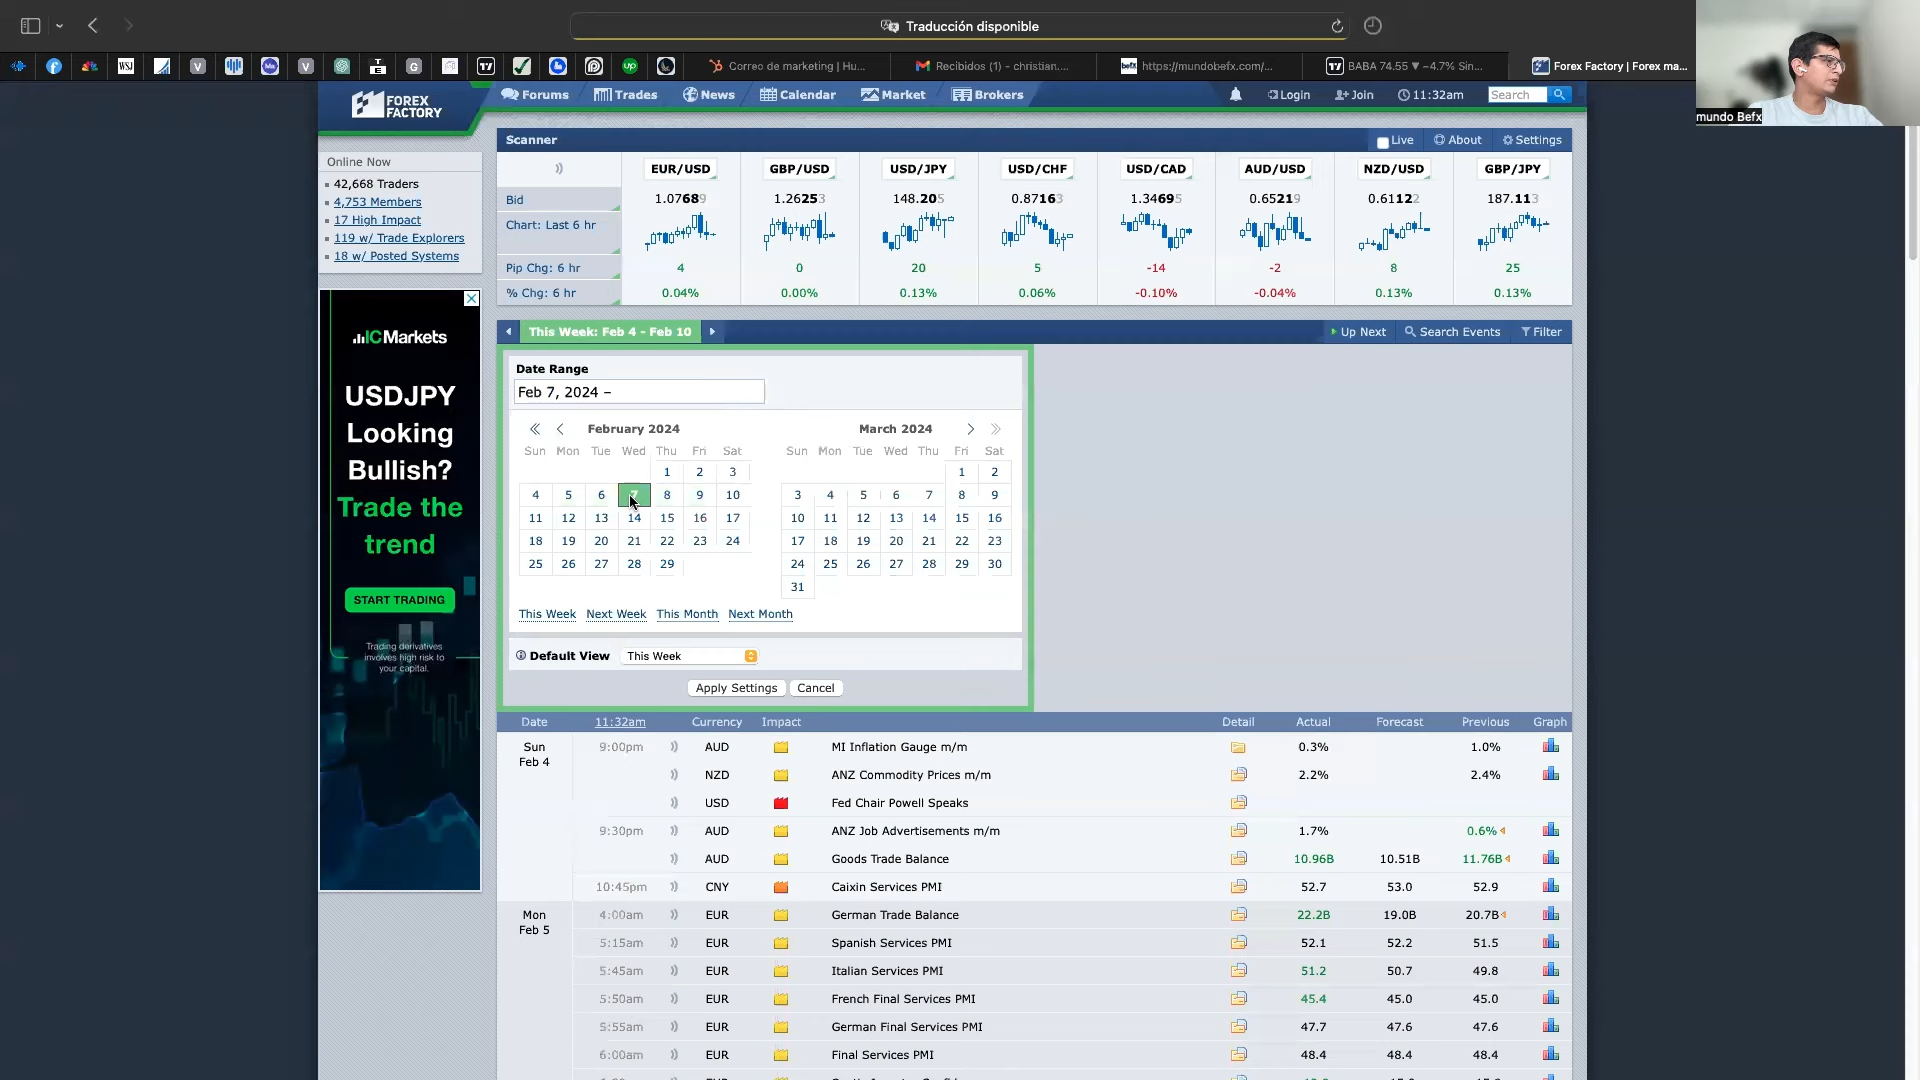 Traducción disponible
WSJ
Correo de marketing | Hu...
Recibidos (1) – christian....
befx https://mundobefx.com/...
BABA 74.55 ▼ −4.7% Sin...
Forex Factory | Forex ma...
mundo Befx
FOREX FACTORY
Forums Trades News Calendar Market Brokers
Login Join 11:32am Search
Online Now
42,668 Traders
4,753 Members
17 High Impact
119 w/ Trade Explorers
18 w/ Posted Systems
Scanner Live About Settings
EUR/USD GBP/USD USD/JPY USD/CHF USD/CAD AUD/USD NZD/USD GBP/JPY
Bid 1.07689 1.26253 148.205 0.87163 1.34695 0.65219 0.61122 187.113
Chart: Last 6 hr
Pip Chg: 6 hr 4 0 20 5 -14 -2 8 25
% Chg: 6 hr 0.04% 0.00% 0.13% 0.06% -0.10% -0.04% 0.13% 0.13%
ICMarkets
USDJPY
Looking
Bullish?
Trade the
trend
START TRADING
Trading derivatives
involves high risk to
your capital.
This Week: Feb 4 - Feb 10 Up Next Search Events Filter
Date Range
Feb 7, 2024 –
February 2024
Sun Mon Tue Wed Thu Fri Sat
1 2 3
4 5 6 7 8 9 10
11 12 13 14 15 16 17
18 19 20 21 22 23 24
25 26 27 28 29
March 2024
Sun Mon Tue Wed Thu Fri Sat
1 2
3 4 5 6 7 8 9
10 11 12 13 14 15 16
17 18 19 20 21 22 23
24 25 26 27 28 29 30
31
This Week Next Week This Month Next Month
Default View This Week
Apply Settings Cancel
Date 11:32am Currency Impact Detail Actual Forecast Previous Graph
Sun
Feb 4
9:00pm AUD MI Inflation Gauge m/m 0.3% 1.0%
NZD ANZ Commodity Prices m/m 2.2% 2.4%
USD Fed Chair Powell Speaks
9:30pm AUD ANZ Job Advertisements m/m 1.7% 0.6%
AUD Goods Trade Balance 10.96B 10.51B 11.76B
10:45pm CNY Caixin Services PMI 52.7 53.0 52.9
Mon
Feb 5
4:00am EUR German Trade Balance 22.2B 19.0B 20.7B
5:15am EUR Spanish Services PMI 52.1 52.2 51.5
5:45am EUR Italian Services PMI 51.2 50.7 49.8
5:50am EUR French Final Services PMI 45.4 45.0 45.0
5:55am EUR German Final Services PMI 47.7 47.6 47.6
6:00am EUR Final Services PMI 48.4 48.4 48.4